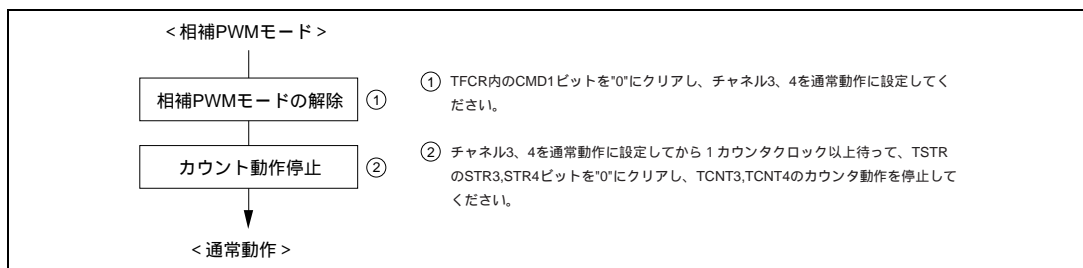 < 相補PWMモード >
相補PWMモードの解除 ①
① TFCR内のCMD1ビットを"0"にクリアし、チャネル3、4を通常動作に設定してく
ださい。
カウント動作停止 ②
② チャネル3、4を通常動作に設定してから1カウンタクロック以上待って、TSTR
のSTR3,STR4ビットを"0"にクリアし、TCNT3,TCNT4のカウンタ動作を停止して
ください。
< 通常動作 >